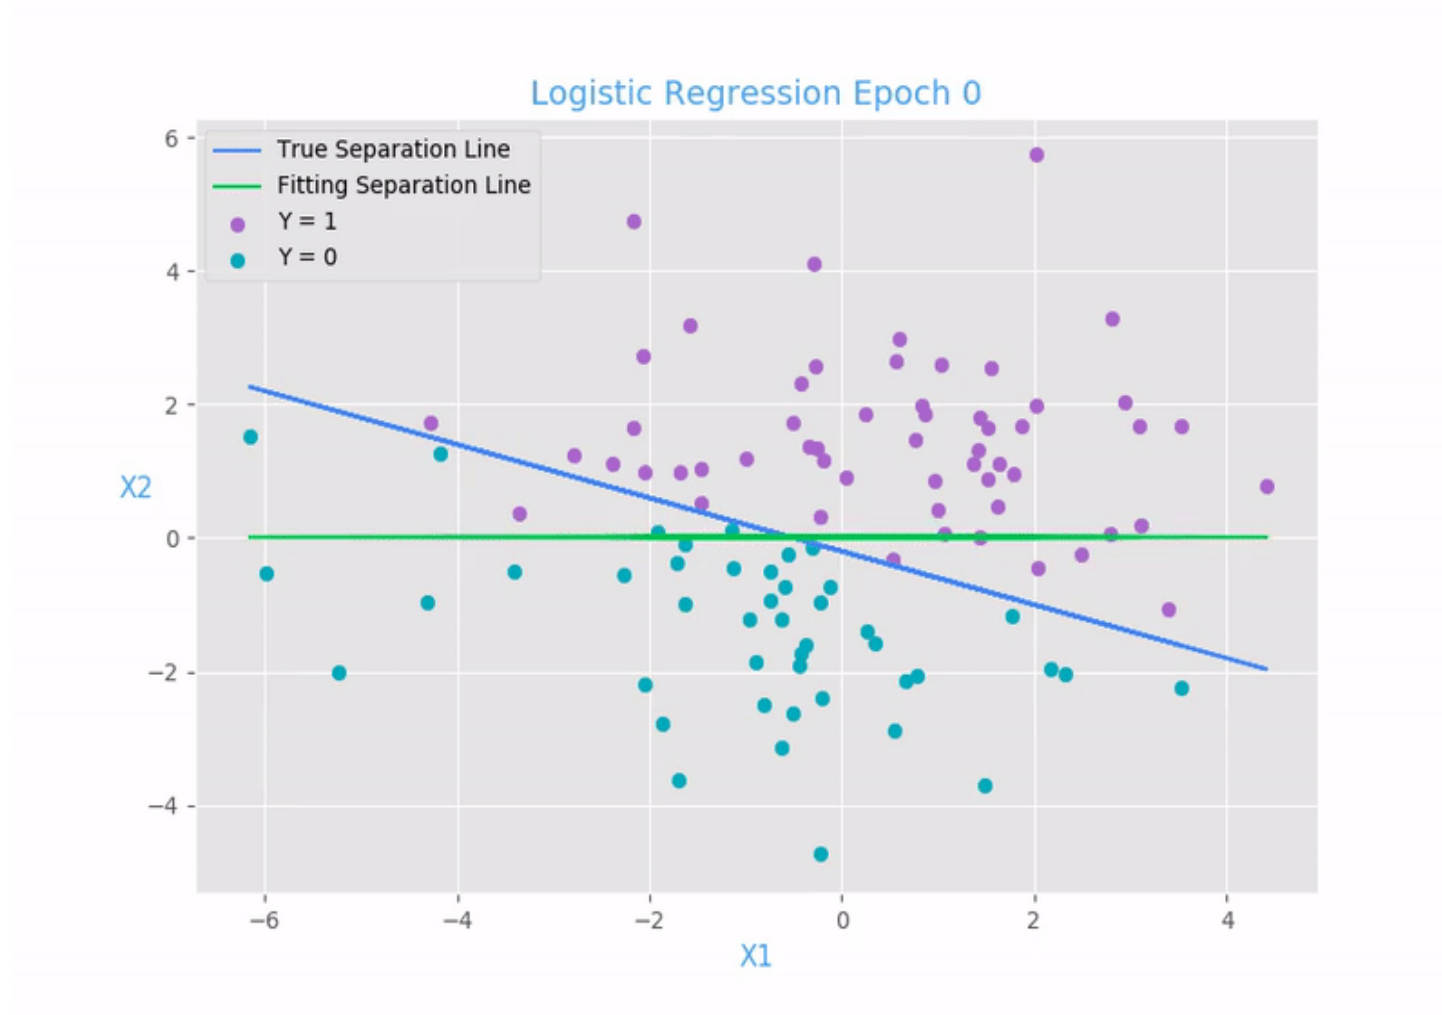 Logistic Regression Epoch 0
True Separation Line
Fitting Separation Line
Y = 1
Y = 0
6
4
2
0
−2
−4
X2
−6 −4 −2 0 2 4
X1